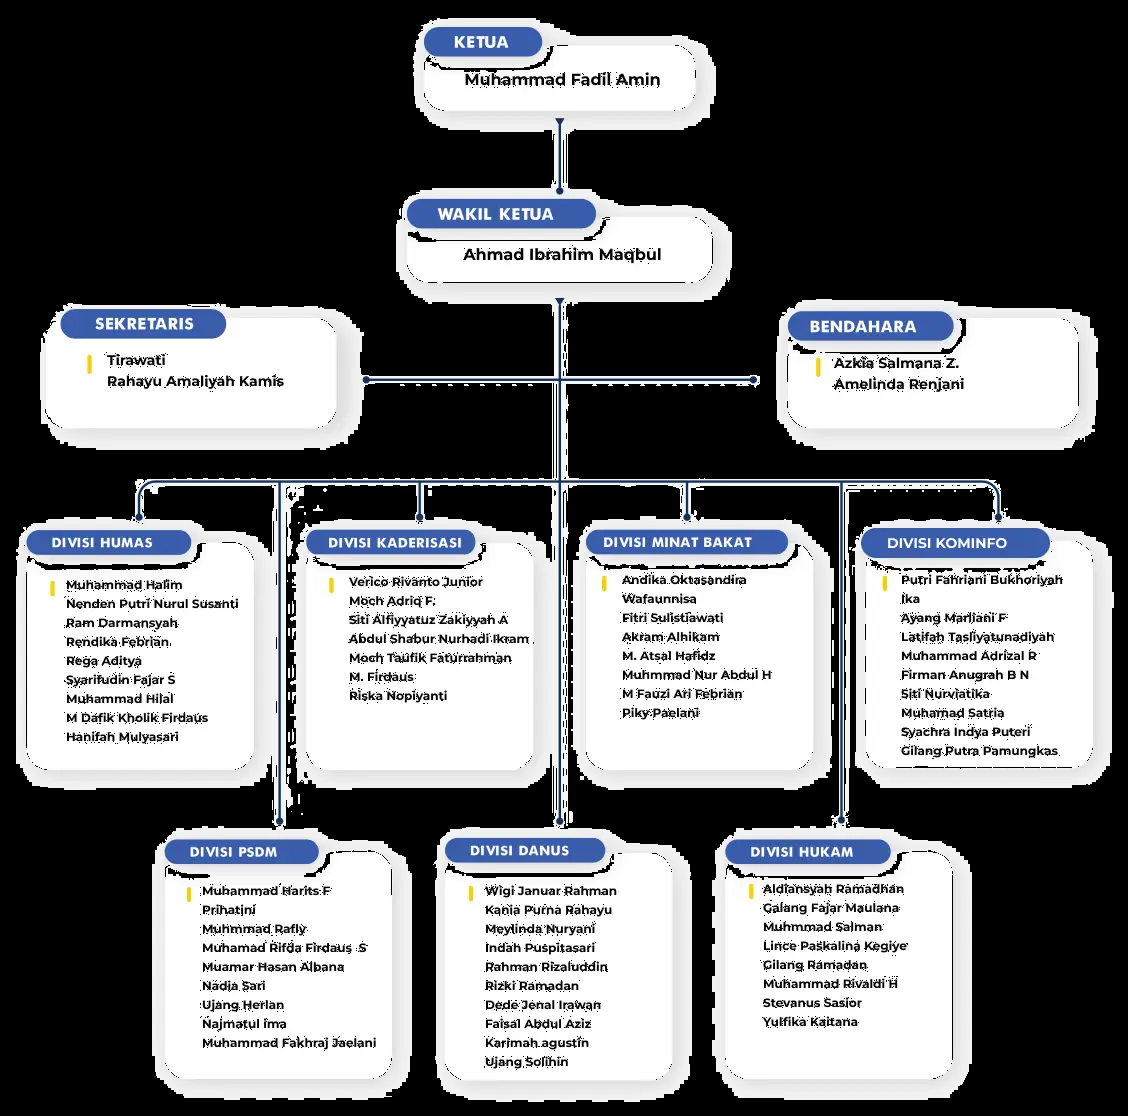 KETUA
Muhammad Fadil Amin
WAKIL KETUA
Ahmad Ibrahim Maqbul
SEKRETARIS
Tirawati
Rahayu Amaliyah Kamis
BENDAHARA
Azkia Salmana Z.
Amelinda Renjani
DIVISI HUMAS
Muhammad Halim
Nenden Putri Nurul Susanti
Ram Darmansyah
Rendika Febrian
Rega Aditya
Syarifudin Fajar S
Muhammad Hilal
M Dafik Kholik Firdaus
Hanifah Mulyasari
DIVISI KADERISASI
Verico Rivanto Junior
Moch Adriq F.
Siti Alfiyyatuz Zakiyyah A
Abdul Shabur Nurhadi Ikram
Moch Taufik Faturrahman
M. Firdaus
Riska Nopiyanti
DIVISI MINAT BAKAT
Andika Oktasandira
Wafaunnisa
Fitri Sulistiawati
Akram Alhikam
M. Atsal Hafidz
Muhmmad Nur Abdul H
M Fauzi Ari Febrian
Piky Paelani
DIVISI KOMINFO
Putri Fahriani Bukhoriyah
Ika
Ayang Marliani F
Latifah Tasliyatunadiyah
Muhammad Adrizal R
Firman Anugrah B N
Siti Nurviatika
Muhamad Satria
Syachra Indya Puteri
Gilang Putra Pamungkas
DIVISI PSDM
Muhammad Harits F
Prihatini
Muhmmad Rafly
Muhamad Rifda Firdaus S
Muamar Hasan Albana
Nadia Sari
Ujang Herlan
Najmatul ima
Muhammad Fakhraj Jaelani
DIVISI DANUS
Wigi Januar Rahman
Kania Purna Rahayu
Meylinda Nuryani
Indah Puspitasari
Rahman Rizaluddin
Rizki Ramadan
Dede Jenal Irawan
Faisal Abdul Aziz
Karimah agustin
Ujang Solihin
DIVISI HUKAM
Aldiansyah Ramadhan
Galang Fajar Maulana
Muhmmad Salman
Lince Paskalina Kegiye
Gilang Ramadan
Muhammad Rivaldi H
Stevanus Sasior
Yulfika Kaitana